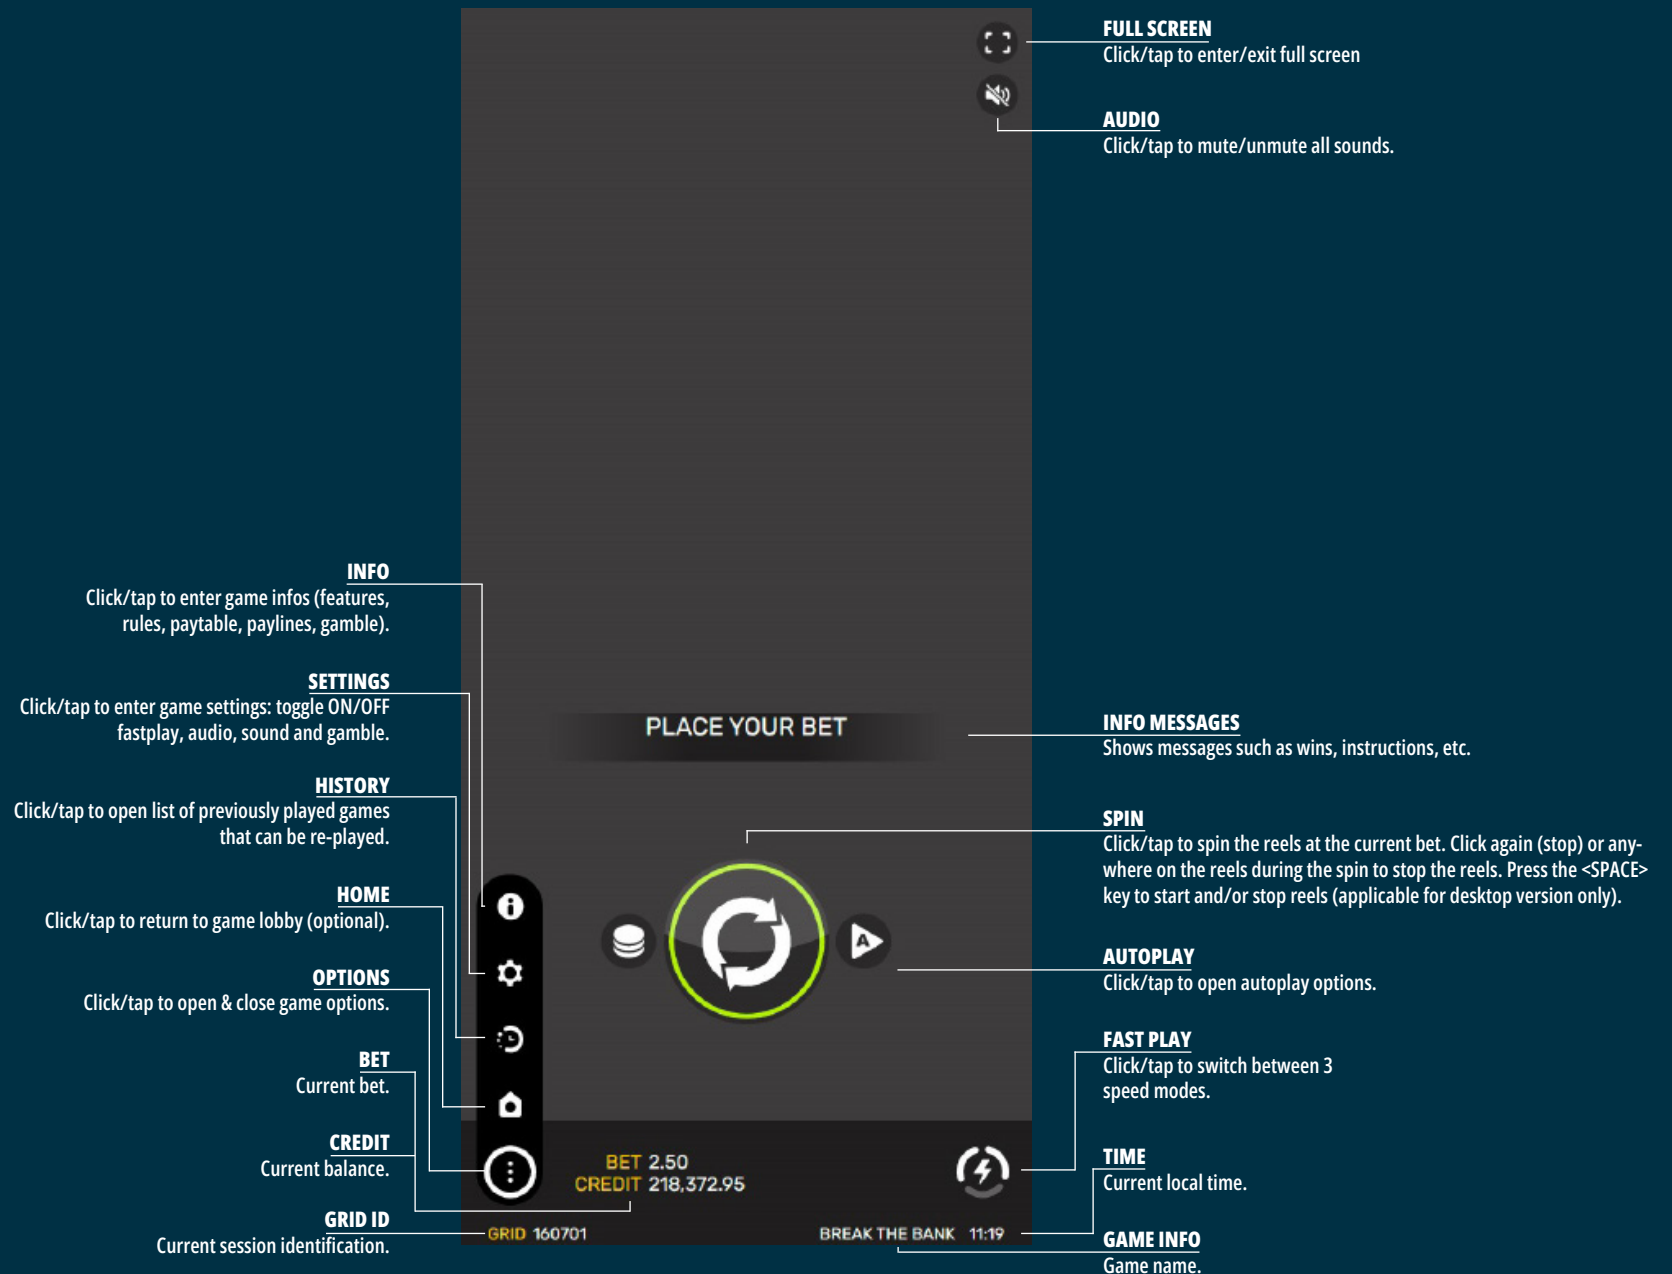 FULL SCREEN
Click/tap to enter/exit full screen
AUDIO
Click/tap to mute/unmute all sounds.
INFO
Click/tap to enter game infos (features,
rules, paytable, paylines, gamble).
SETTINGS
Click/tap to enter game settings: toggle ON/OFF
fastplay, audio, sound and gamble.
HISTORY
Click/tap to open list of previously played games
that can be re-played.
HOME
Click/tap to return to game lobby (optional).
OPTIONS
Click/tap to open & close game options.
BET
Current bet.
CREDIT
Current balance.
GRID ID
Current session identification.
PLACE YOUR BET
A
BET 2.50
CREDIT 218,372.95
GRID 160701
BREAK THE BANK 11:19
INFO MESSAGES
Shows messages such as wins, instructions, etc.
SPIN
Click/tap to spin the reels at the current bet. Click again (stop) or any-
where on the reels during the spin to stop the reels. Press the <SPACE>
key to start and/or stop reels (applicable for desktop version only).
AUTOPLAY
Click/tap to open autoplay options.
FAST PLAY
Click/tap to switch between 3
speed modes.
TIME
Current local time.
GAME INFO
Game name.